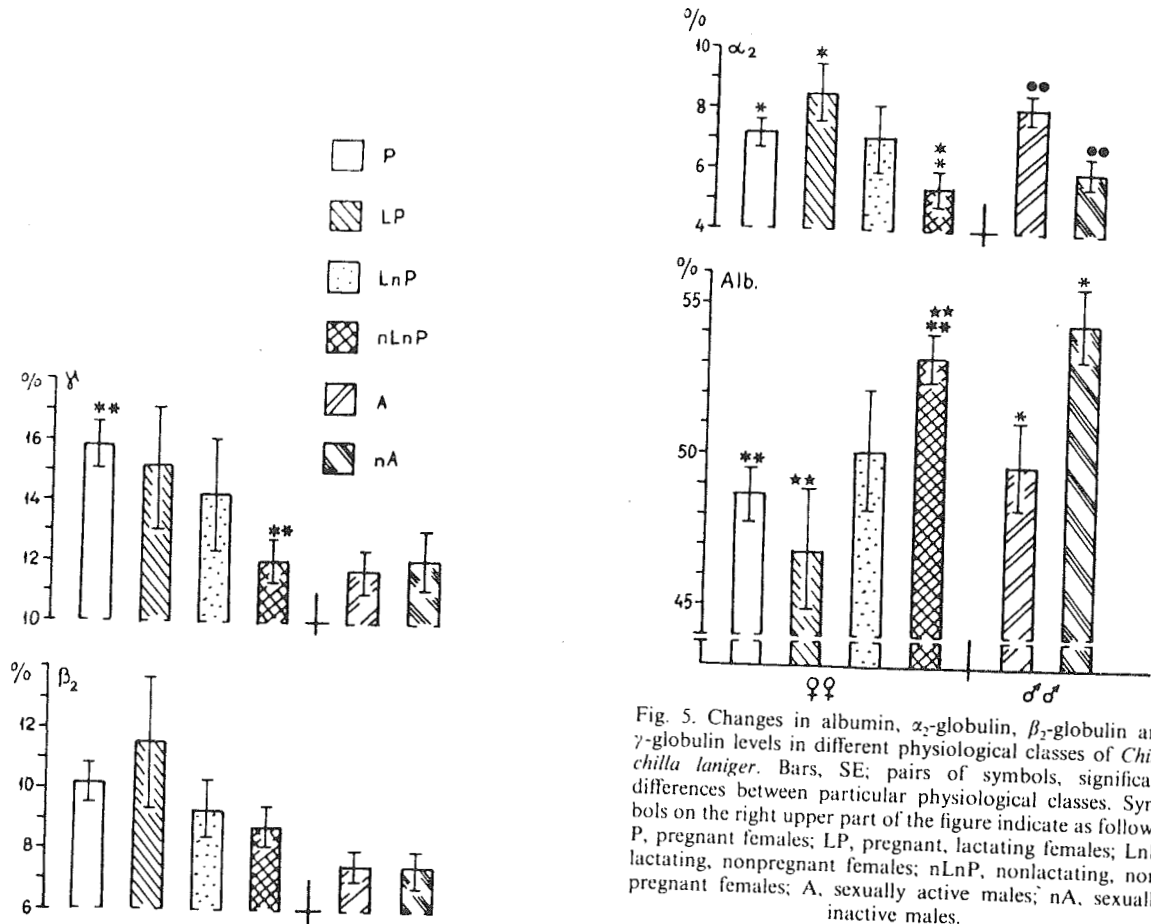 P
LP
LnP
nLnP
A
nA
% γ
**
**
16
14
12
10
% β₂
12
10
8
6
%
α₂
10
8
6
4
*
*
*
*
●●
●●
%
Alb.
55
50
45
**
★★
★★
**
*
*
♀♀ ♂♂
Fig. 5. Changes in albumin, α₂-globulin, β₂-globulin
γ-globulin levels in different physiological classes of Chi
chilla laniger. Bars, SE; pairs of symbols, significa
differences between particular physiological classes. Sym
bols on the right upper part of the figure indicate as follow
P, pregnant females; LP, pregnant, lactating females; Ln
lactating, nonpregnant females; nLnP, nonlactating, non
pregnant females; A, sexually active males; nA, sexuall
inactive males.